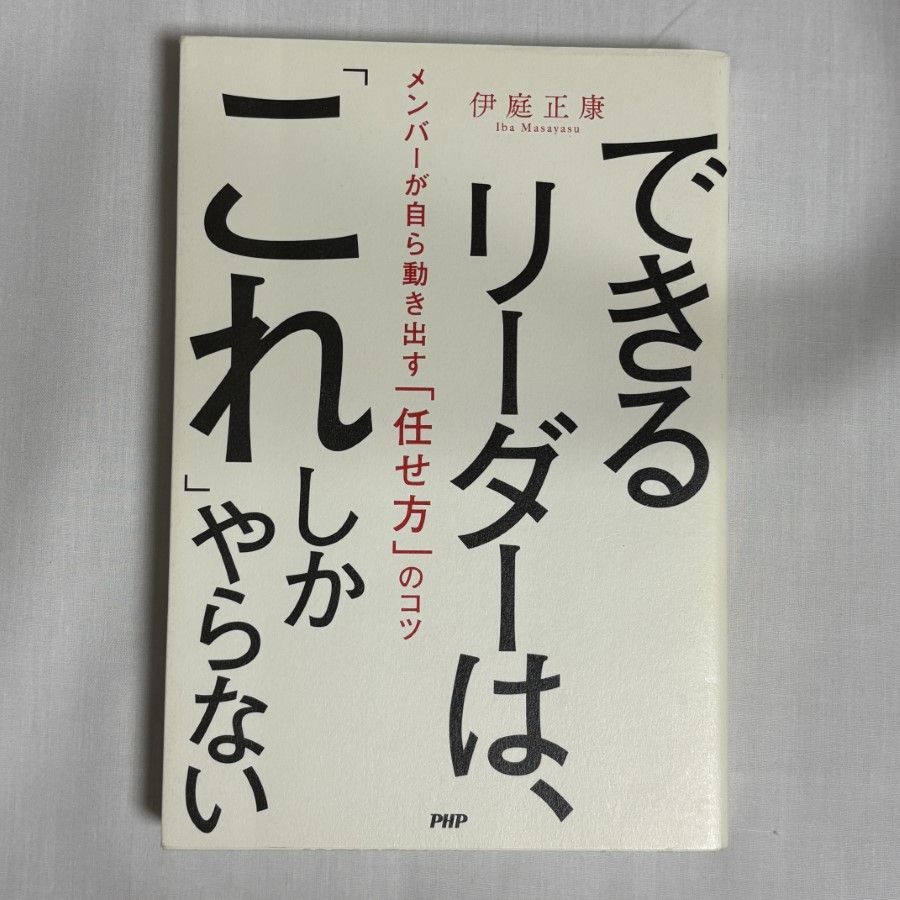 できる
リーダーは、
「これ」しか
やらない
メンバーが自ら動き出す「任せ方」のコツ
伊庭正康
Iba Masayasu
PHP